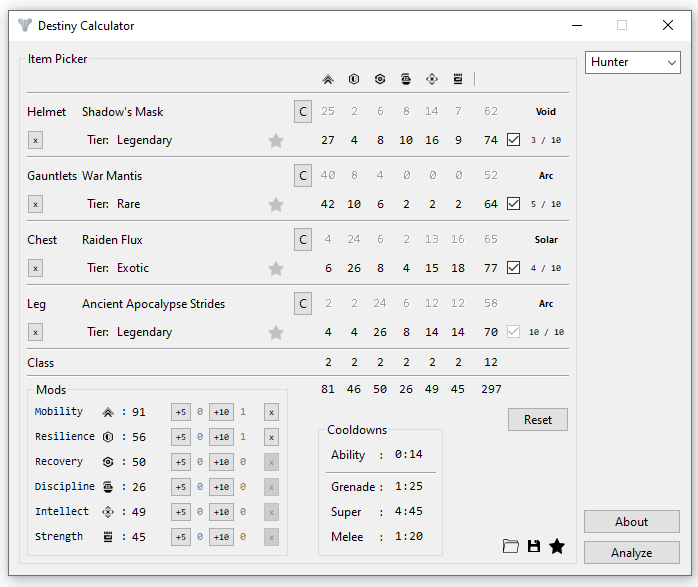 Destiny Calculator
Item Picker
Hunter
Helmet Shadow's Mask C 25 2 6 8 14 7 62 Void
x Tier: Legendary 27 4 8 10 16 9 74 3 / 10
Gauntlets War Mantis C 40 8 4 0 0 0 52 Arc
x Tier: Rare 42 10 6 2 2 2 64 5 / 10
Chest Raiden Flux C 4 24 6 2 13 16 65 Solar
x Tier: Exotic 6 26 8 4 15 18 77 4 / 10
Leg Ancient Apocalypse Strides C 2 2 24 6 12 12 58 Arc
x Tier: Legendary 4 4 26 8 14 14 70 10 / 10
Class 2 2 2 2 2 2 12
81 46 50 26 49 45 297
Mods
Mobility : 91 +5 0 +10 1 x
Resilience : 56 +5 0 +10 1 x
Recovery : 50 +5 0 +10 0 x
Discipline : 26 +5 0 +10 0 x
Intellect : 49 +5 0 +10 0 x
Strength : 45 +5 0 +10 0 x
Reset
Cooldowns
Ability : 0:14
Grenade : 1:25
Super : 4:45
Melee : 1:20
About
Analyze